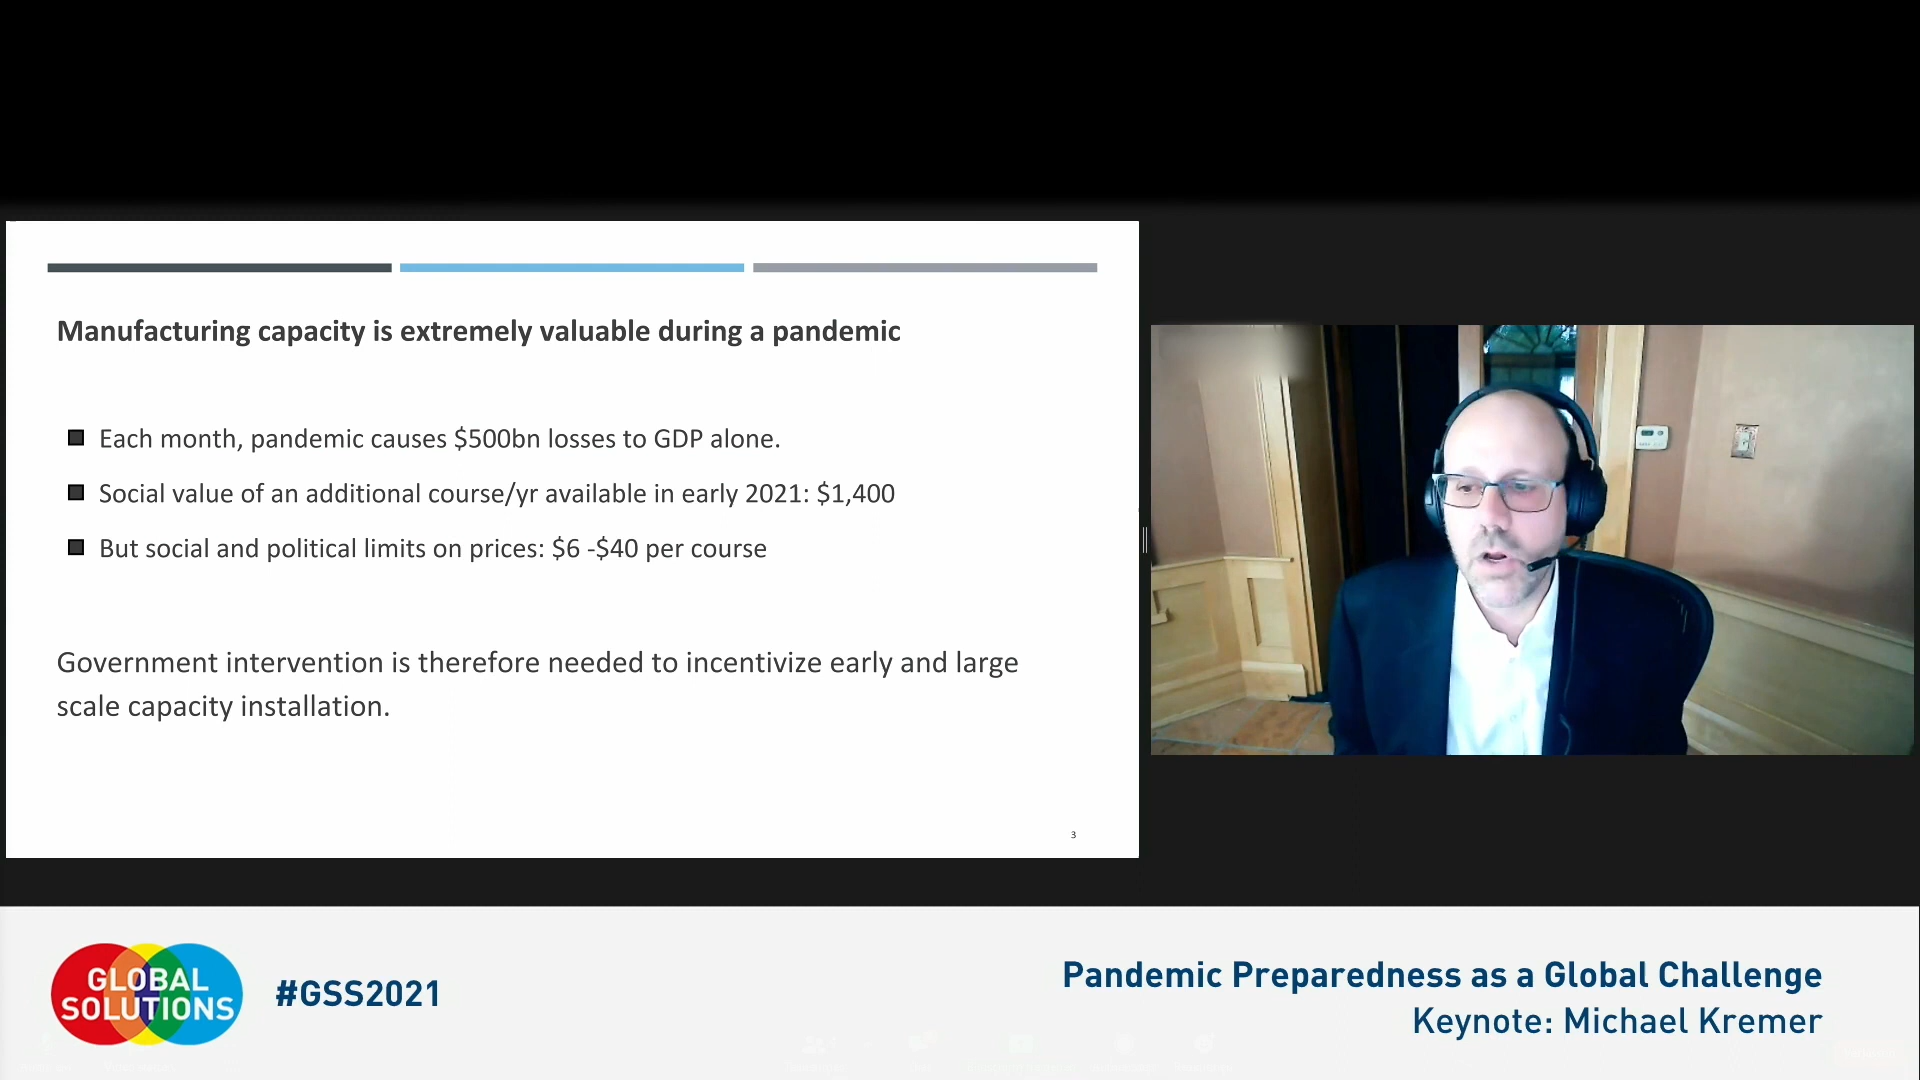 Manufacturing capacity is extremely valuable during a pandemic
Each month, pandemic causes $500bn losses to GDP alone.
Social value of an additional course/yr available in early 2021: $1,400
But social and political limits on prices: $6 -$40 per course
Government intervention is therefore needed to incentivize early and large
scale capacity installation.
3
GLOBAL
SOLUTIONS
#GSS2021
Pandemic Preparedness as a Global Challenge
Keynote: Michael Kremer